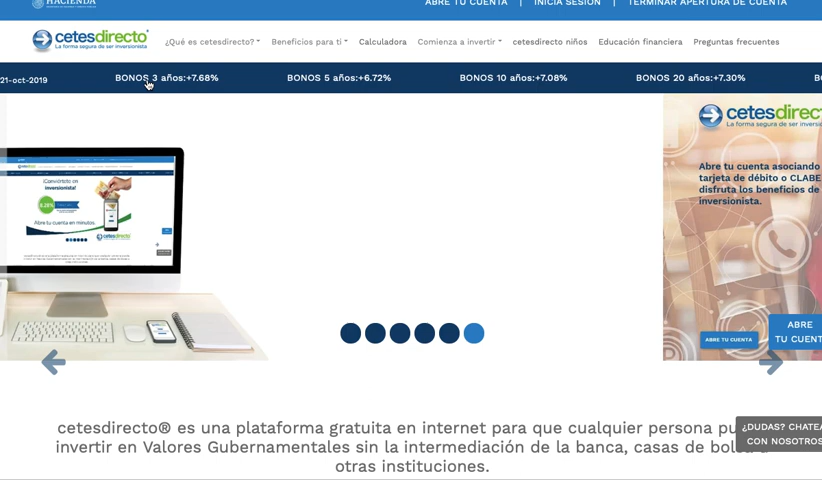 HACIENDA
ABRE TU CUENTA | INICIA SESIÓN | TERMINAR APERTURA DE CUENTA
cetesdirecto
La forma segura de ser inversionista.
¿Qué es cetesdirecto?
Beneficios para ti
Calculadora
Comienza a invertir
cetesdirecto niños
Educación financiera
Preguntas frecuentes
21-oct-2019
BONOS 3 años:+7.68%
BONOS 5 años:+6.72%
BONOS 10 años:+7.08%
BONOS 20 años:+7.30%
¡Conviértete en
inversionista!
8.28%
Abre tu cuenta en minutos.
cetesdirecto
cetesdirect
La forma segura de ser inversi
Abre tu cuenta asociando
tarjeta de débito o CLABE
disfruta los beneficios de
inversionista.
ABRE TU CUENTA
ABRE
TU CUENT
cetesdirecto® es una plataforma gratuita en internet para que cualquier persona pu
invertir en Valores Gubernamentales sin la intermediación de la banca, casas de bolsa
otras instituciones.
¿DUDAS? CHATEA
CON NOSOTROS